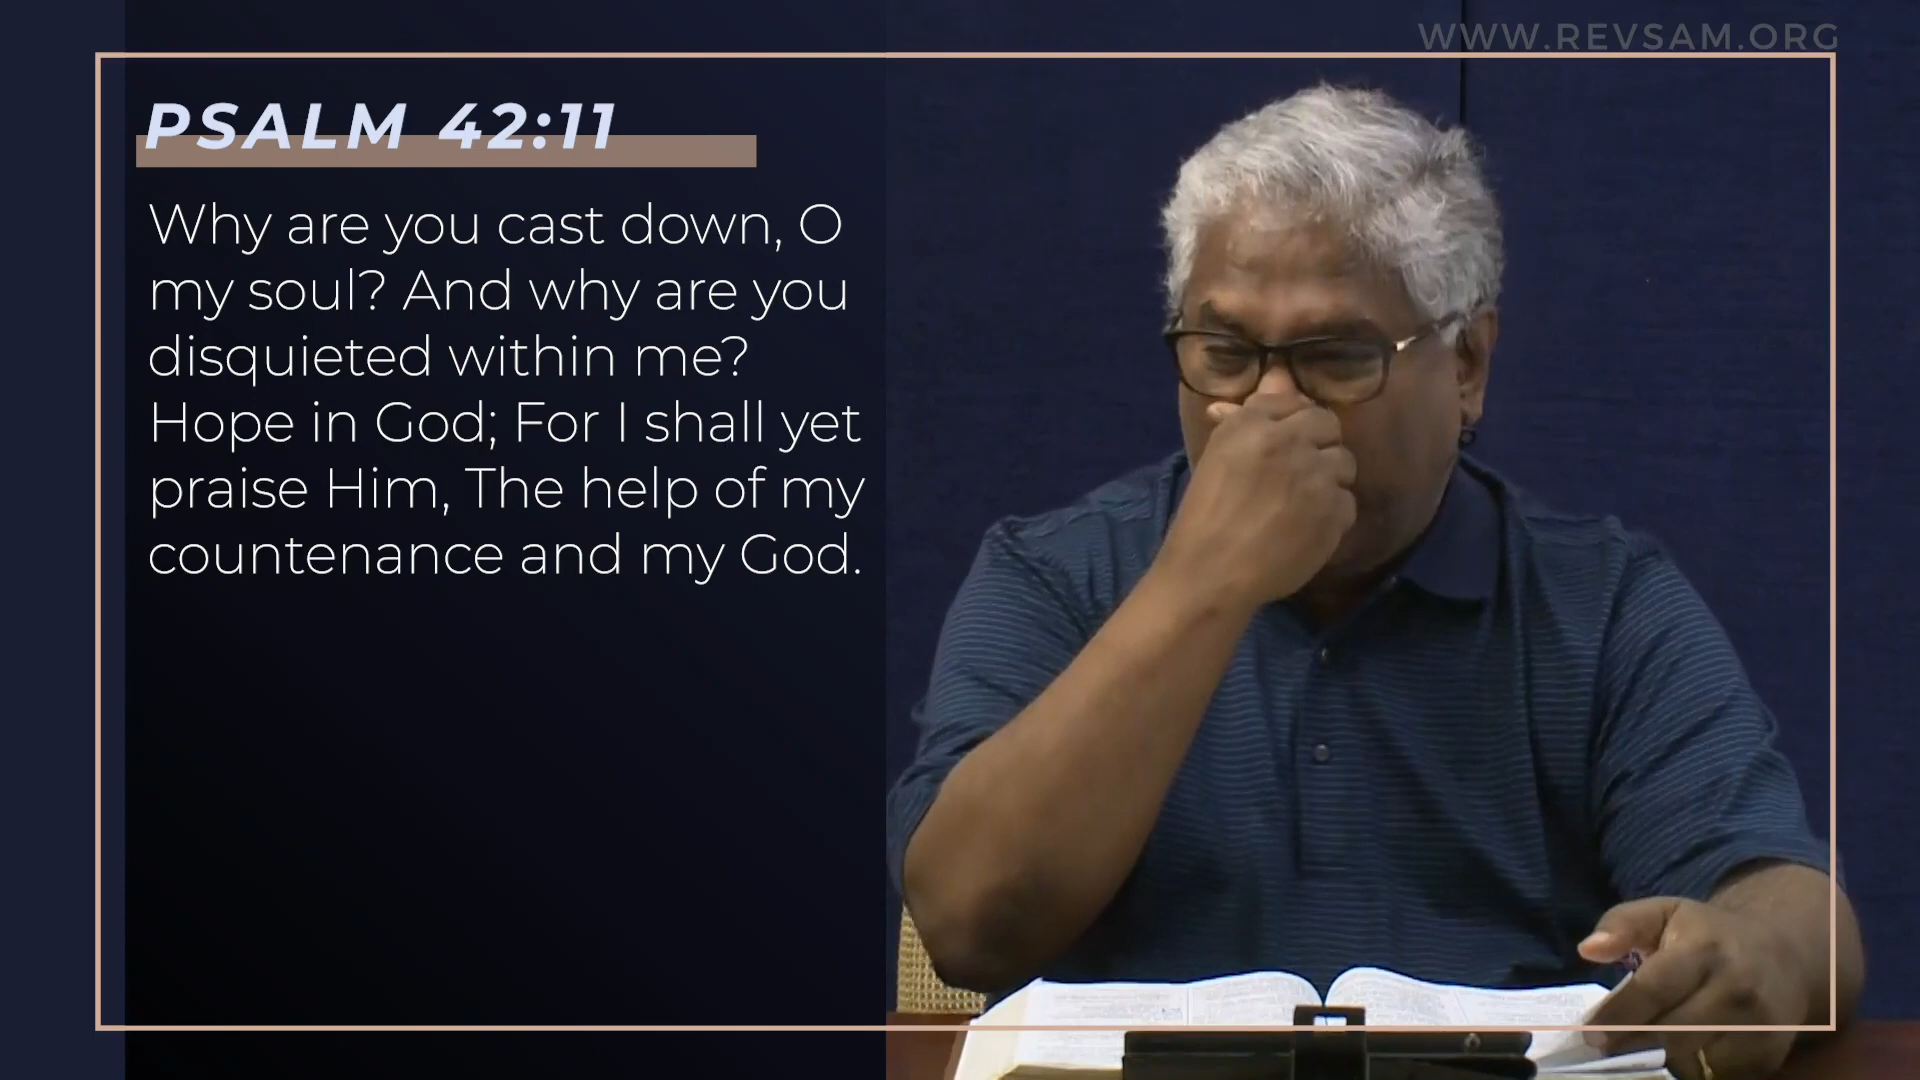 WWW.REVSAM.ORG
PSALM 42:11
Why are you cast down, O
my soul? And why are you
disquieted within me?
Hope in God; For I shall yet
praise Him, The help of my
countenance and my God.